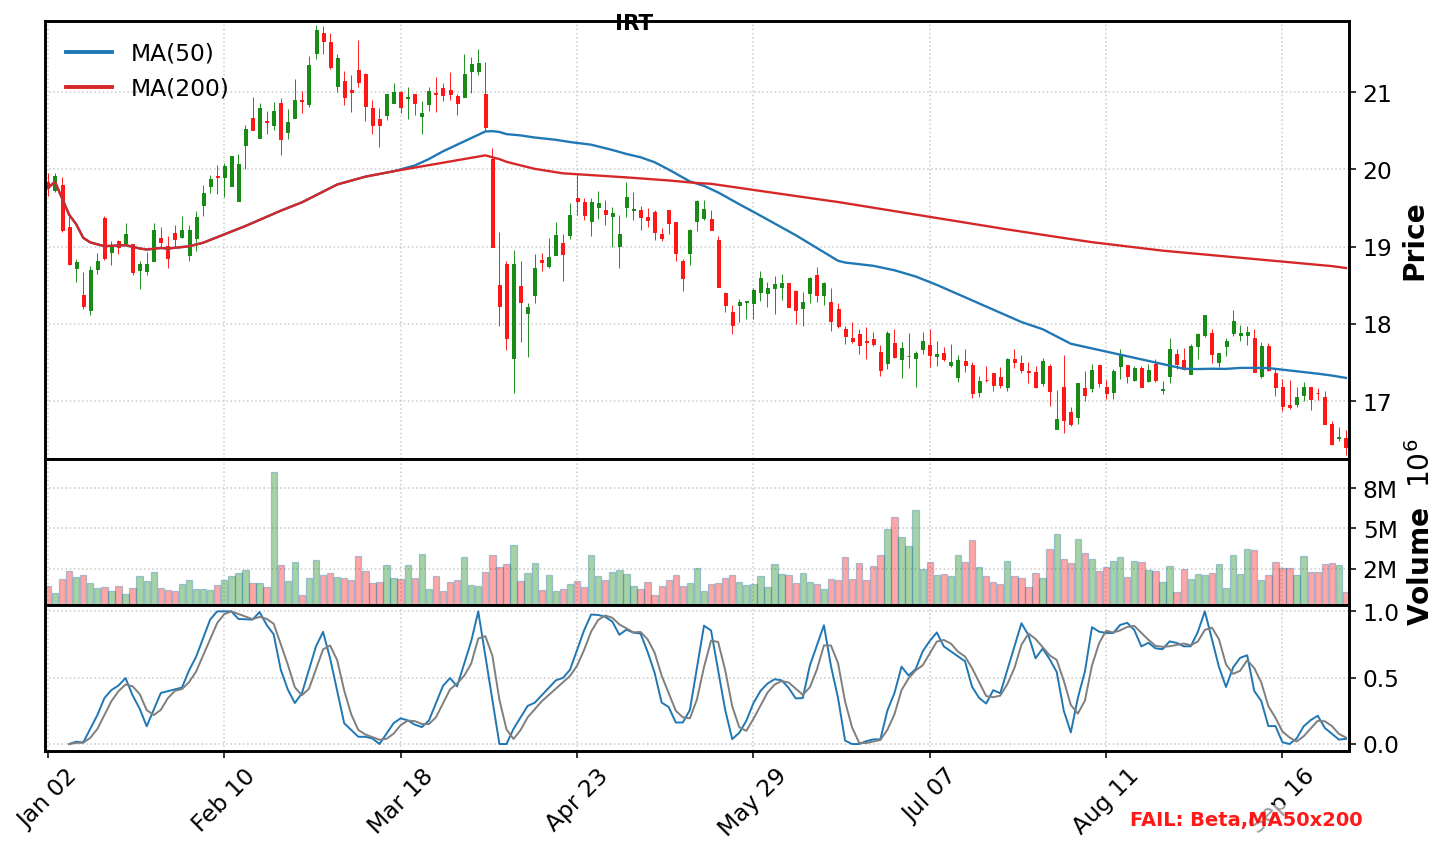 IRT
MA(50)
MA(200)
21
20
19
18
17
Price
8M
5M
2M
Volume 10^6
1.0
0.5
0.0
Jan 02
Feb 10
Mar 18
Apr 23
May 29
Jul 07
Aug 11
Sep 16
FAIL: Beta,MA50x200